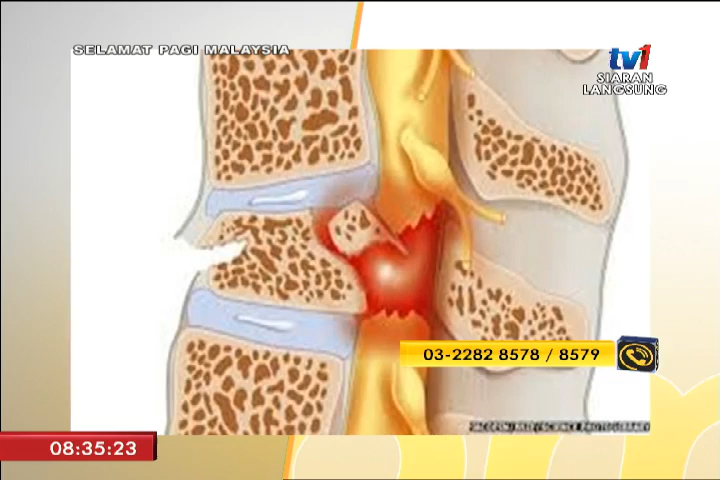 SELAMAT PAGI MALAYSIA
tv1
SIARAN
LANGSUNG
03-2282 8578 / 8579
08:35:23